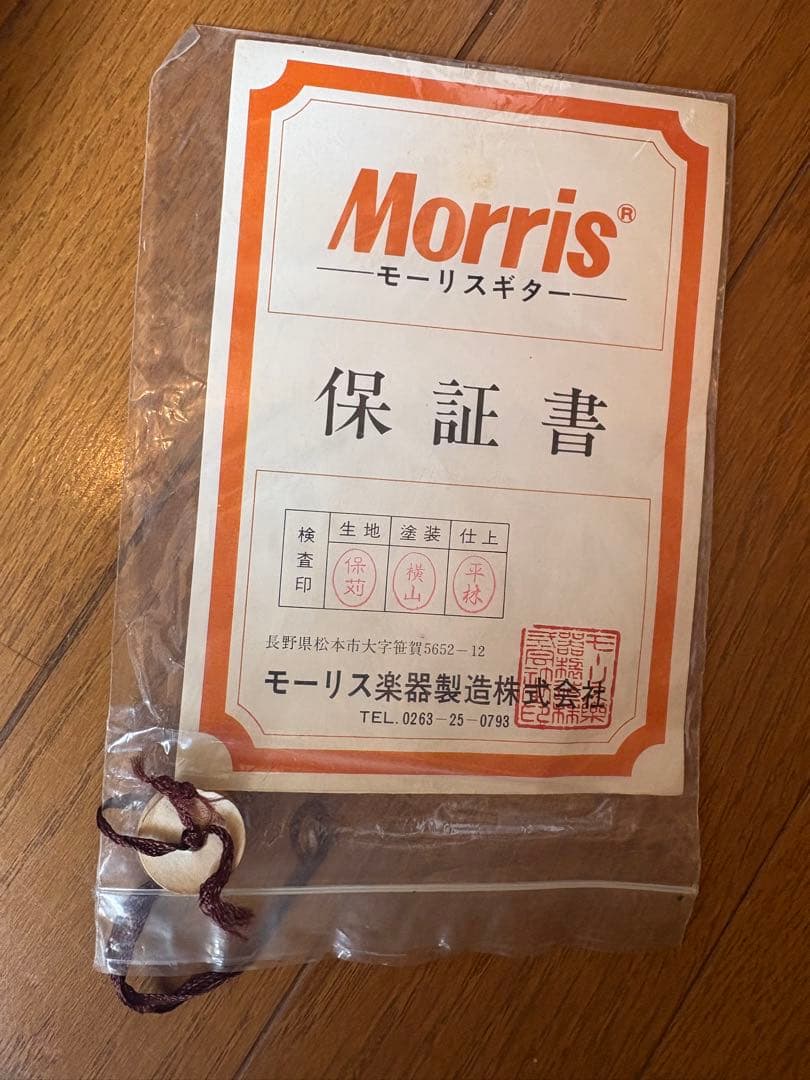 Morris®
モーリスギター
保証書
検査印
生地 塗装 仕上
保苅 横山 平林
長野県松本市大字笹賀5652-12
モーリス楽器製造株式会社
TEL.0263-25-0793